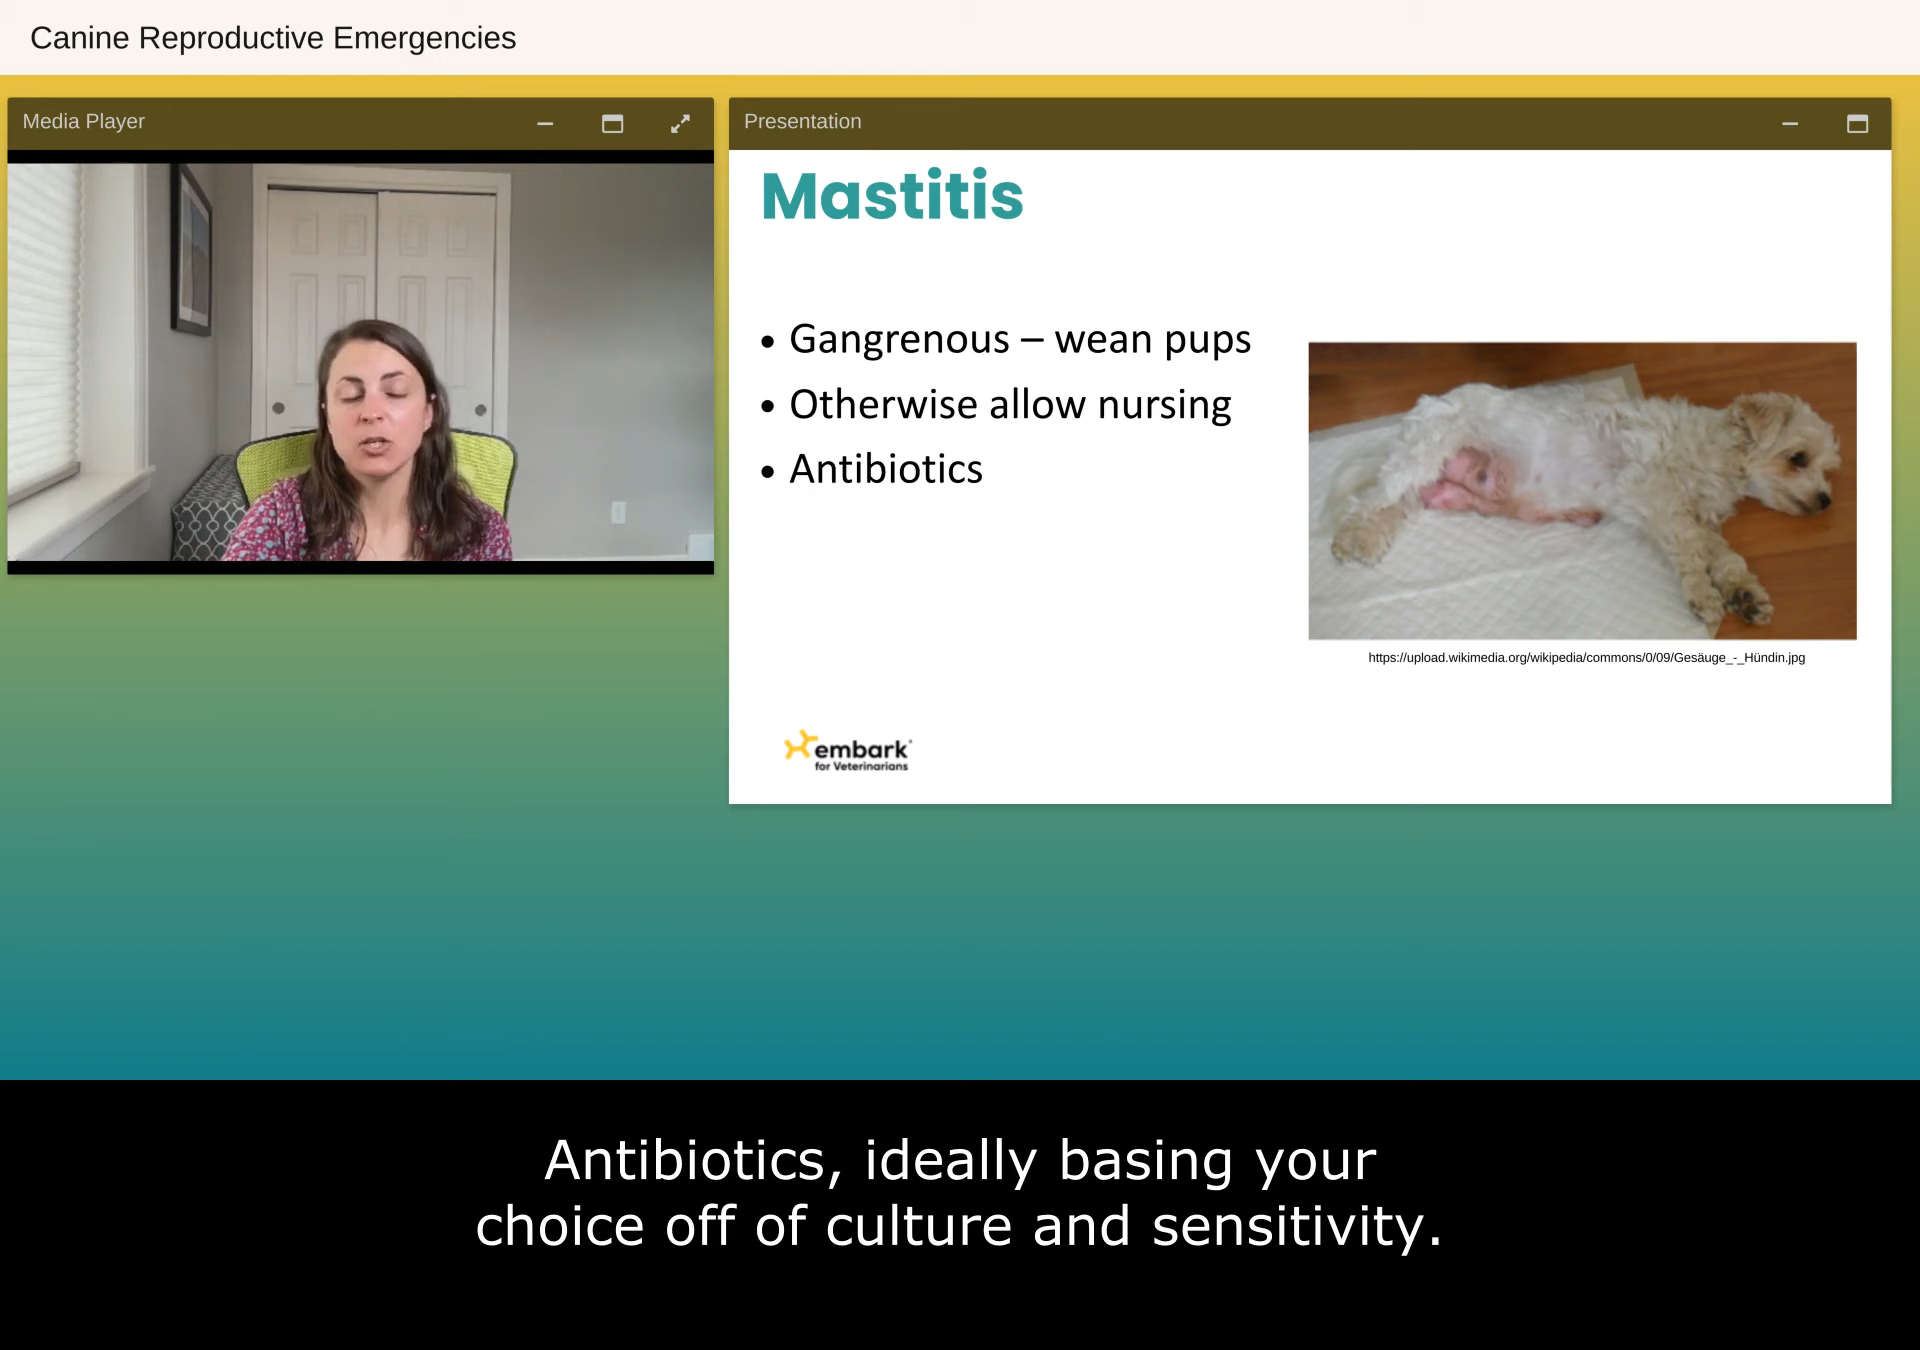 Canine Reproductive Emergencies
Media Player
Presentation
Mastitis
• Gangrenous – wean pups
• Otherwise allow nursing
• Antibiotics
https://upload.wikimedia.org/wikipedia/commons/0/09/Gesäuge_-_Hündin.jpg
embark
for Veterinarians
Antibiotics, ideally basing your
choice off of culture and sensitivity.